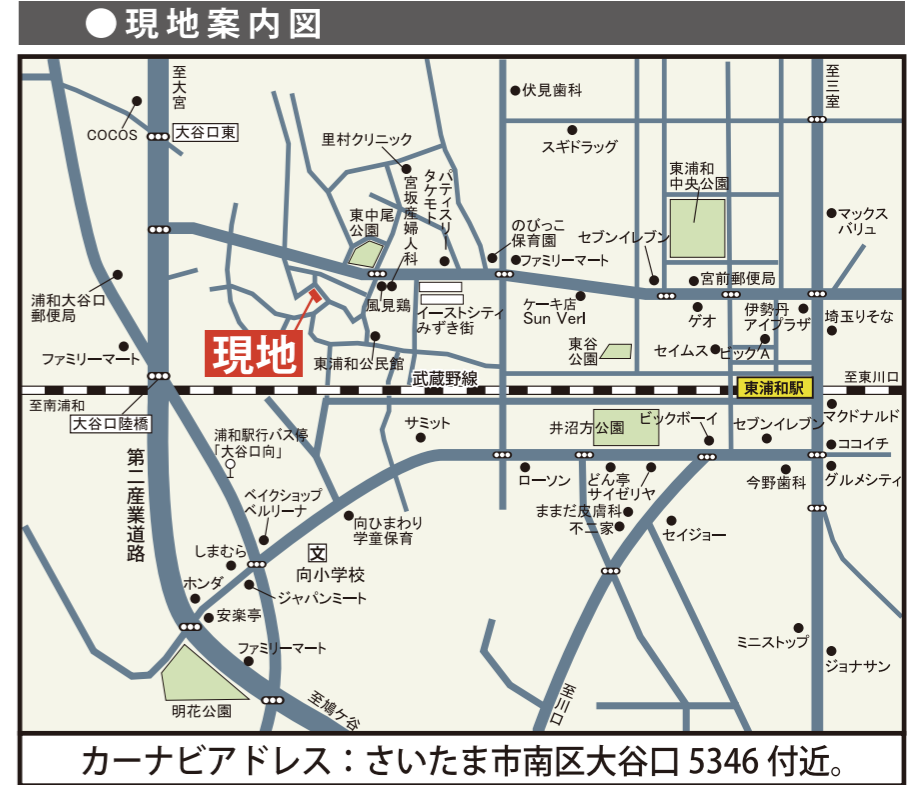 ●現地案内図
至大宮
COCOS
大谷口東
里村クリニック
宮坂産婦人科
パティスリー
タケモト
東中尾
公園
伏見歯科
スギドラッグ
東浦和
中央公園
至三室
マックス
バリュ
のびっこ
保育園
セブンイレブン
ファミリーマート
宮前郵便局
浦和大谷口
郵便局
風見鶏
イーストシティ
みずき街
ケーキ店
Sun Verl
ゲオ
伊勢丹
アイプラザ
埼玉りそな
ファミリーマート
現地
東浦和公民館
東谷
公園
セイムス
ビックA
武蔵野線
東浦和駅
至東川口
至南浦和
大谷口陸橋
浦和駅行バス停
「大谷口向」
サミット
井沼方公園
ビックボーイ
セブンイレブン
マクドナルド
ココイチ
第二産業道路
ローソン
どん亭
サイゼリヤ
今野歯科
グルメシティ
ベイクショップ
ベルリーナ
向ひまわり
学童保育
ままだ皮膚科
不二家
セイジョー
しまむら
文
向小学校
ホンダ
ジャパンミート
安楽亭
ファミリーマート
ミニストップ
ジョナサン
明花公園
至鳩ケ谷
至川口
カーナビアドレス：さいたま市南区大谷口 5346 付近。